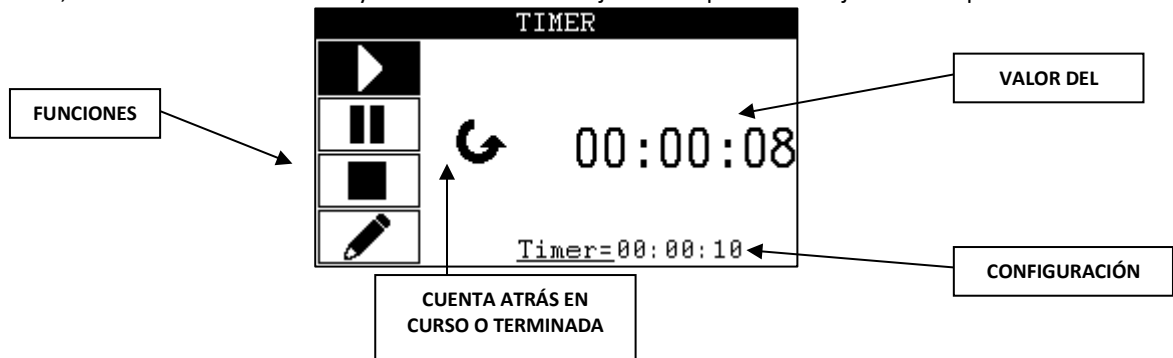 TIMER
FUNCIONES
VALOR DEL
00:00:08
Timer=00:00:10
CONFIGURACIÓN
CUENTA ATRÁS EN
CURSO O TERMINADA